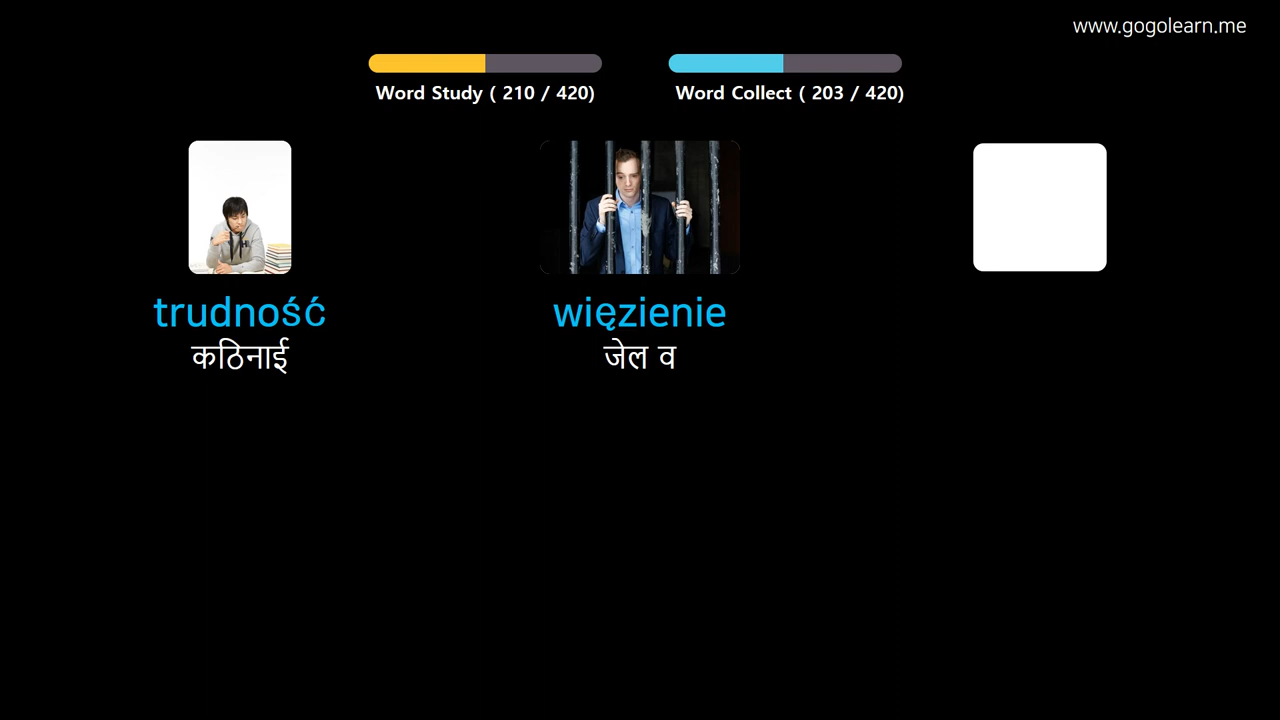 www.gogolearn.me
Word Study ( 210 / 420)
Word Collect ( 203 / 420)
trudność
więzienie
कठिनाई
जेल व